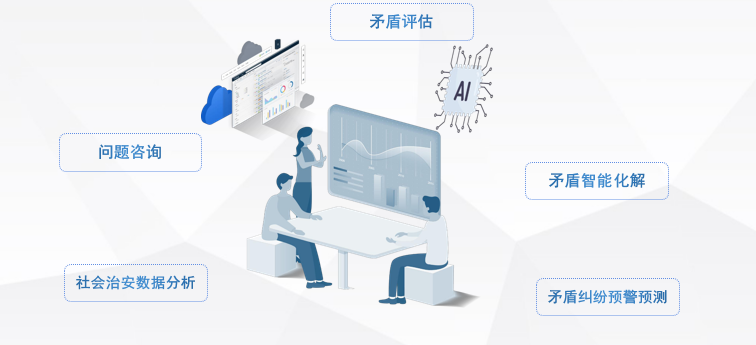 矛盾评估
AI
问题咨询
矛盾智能化解
社会治安数据分析
矛盾纠纷预警预测